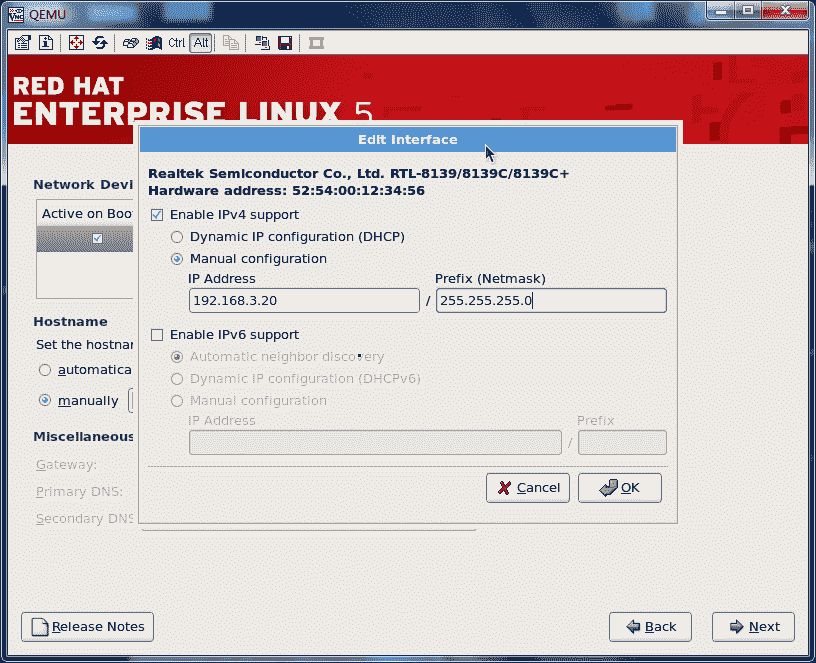 QEMU
Ctrl Alt
RED HAT
ENTERPRISE LINUX 5
Edit Interface
Realtek Semiconductor Co., Ltd. RTL-8139/8139C/8139C+
Hardware address: 52:54:00:12:34:56
Enable IPv4 support
Dynamic IP configuration (DHCP)
Manual configuration
IP Address Prefix (Netmask)
192.168.3.20 / 255.255.255.0
Enable IPv6 support
Automatic neighbor discovery
Dynamic IP configuration (DHCPv6)
Manual configuration
IP Address Prefix
/
Cancel OK
Network Devi
Active on Boo
Hostname
Set the hostnar
automatica
manually
Miscellaneous
Gateway:
Primary DNS:
Secondary DNS
Release Notes Back Next